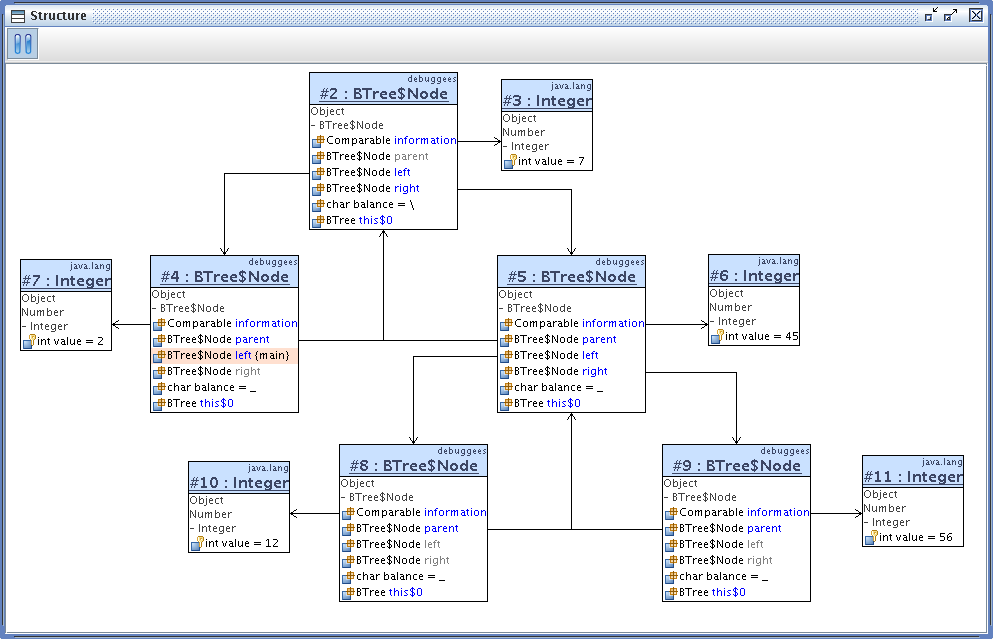 Structure
debuggees
#2 : BTree$Node
Object
- BTree$Node
Comparable information
BTree$Node parent
BTree$Node left
BTree$Node right
char balance = \
BTree this$0
java.lang
#3 : Integer
Object
Number
- Integer
int value = 7
java.lang
#7 : Integer
Object
Number
- Integer
int value = 2
debuggees
#4 : BTree$Node
Object
- BTree$Node
Comparable information
BTree$Node parent
BTree$Node left {main}
BTree$Node right
char balance = _
BTree this$0
debuggees
#5 : BTree$Node
Object
- BTree$Node
Comparable information
BTree$Node parent
BTree$Node left
BTree$Node right
char balance = _
BTree this$0
java.lang
#6 : Integer
Object
Number
- Integer
int value = 45
java.lang
#10 : Integer
Object
Number
- Integer
int value = 12
debuggees
#8 : BTree$Node
Object
- BTree$Node
Comparable information
BTree$Node parent
BTree$Node left
BTree$Node right
char balance = _
BTree this$0
debuggees
#9 : BTree$Node
Object
- BTree$Node
Comparable information
BTree$Node parent
BTree$Node left
BTree$Node right
char balance = _
BTree this$0
java.lang
#11 : Integer
Object
Number
- Integer
int value = 56